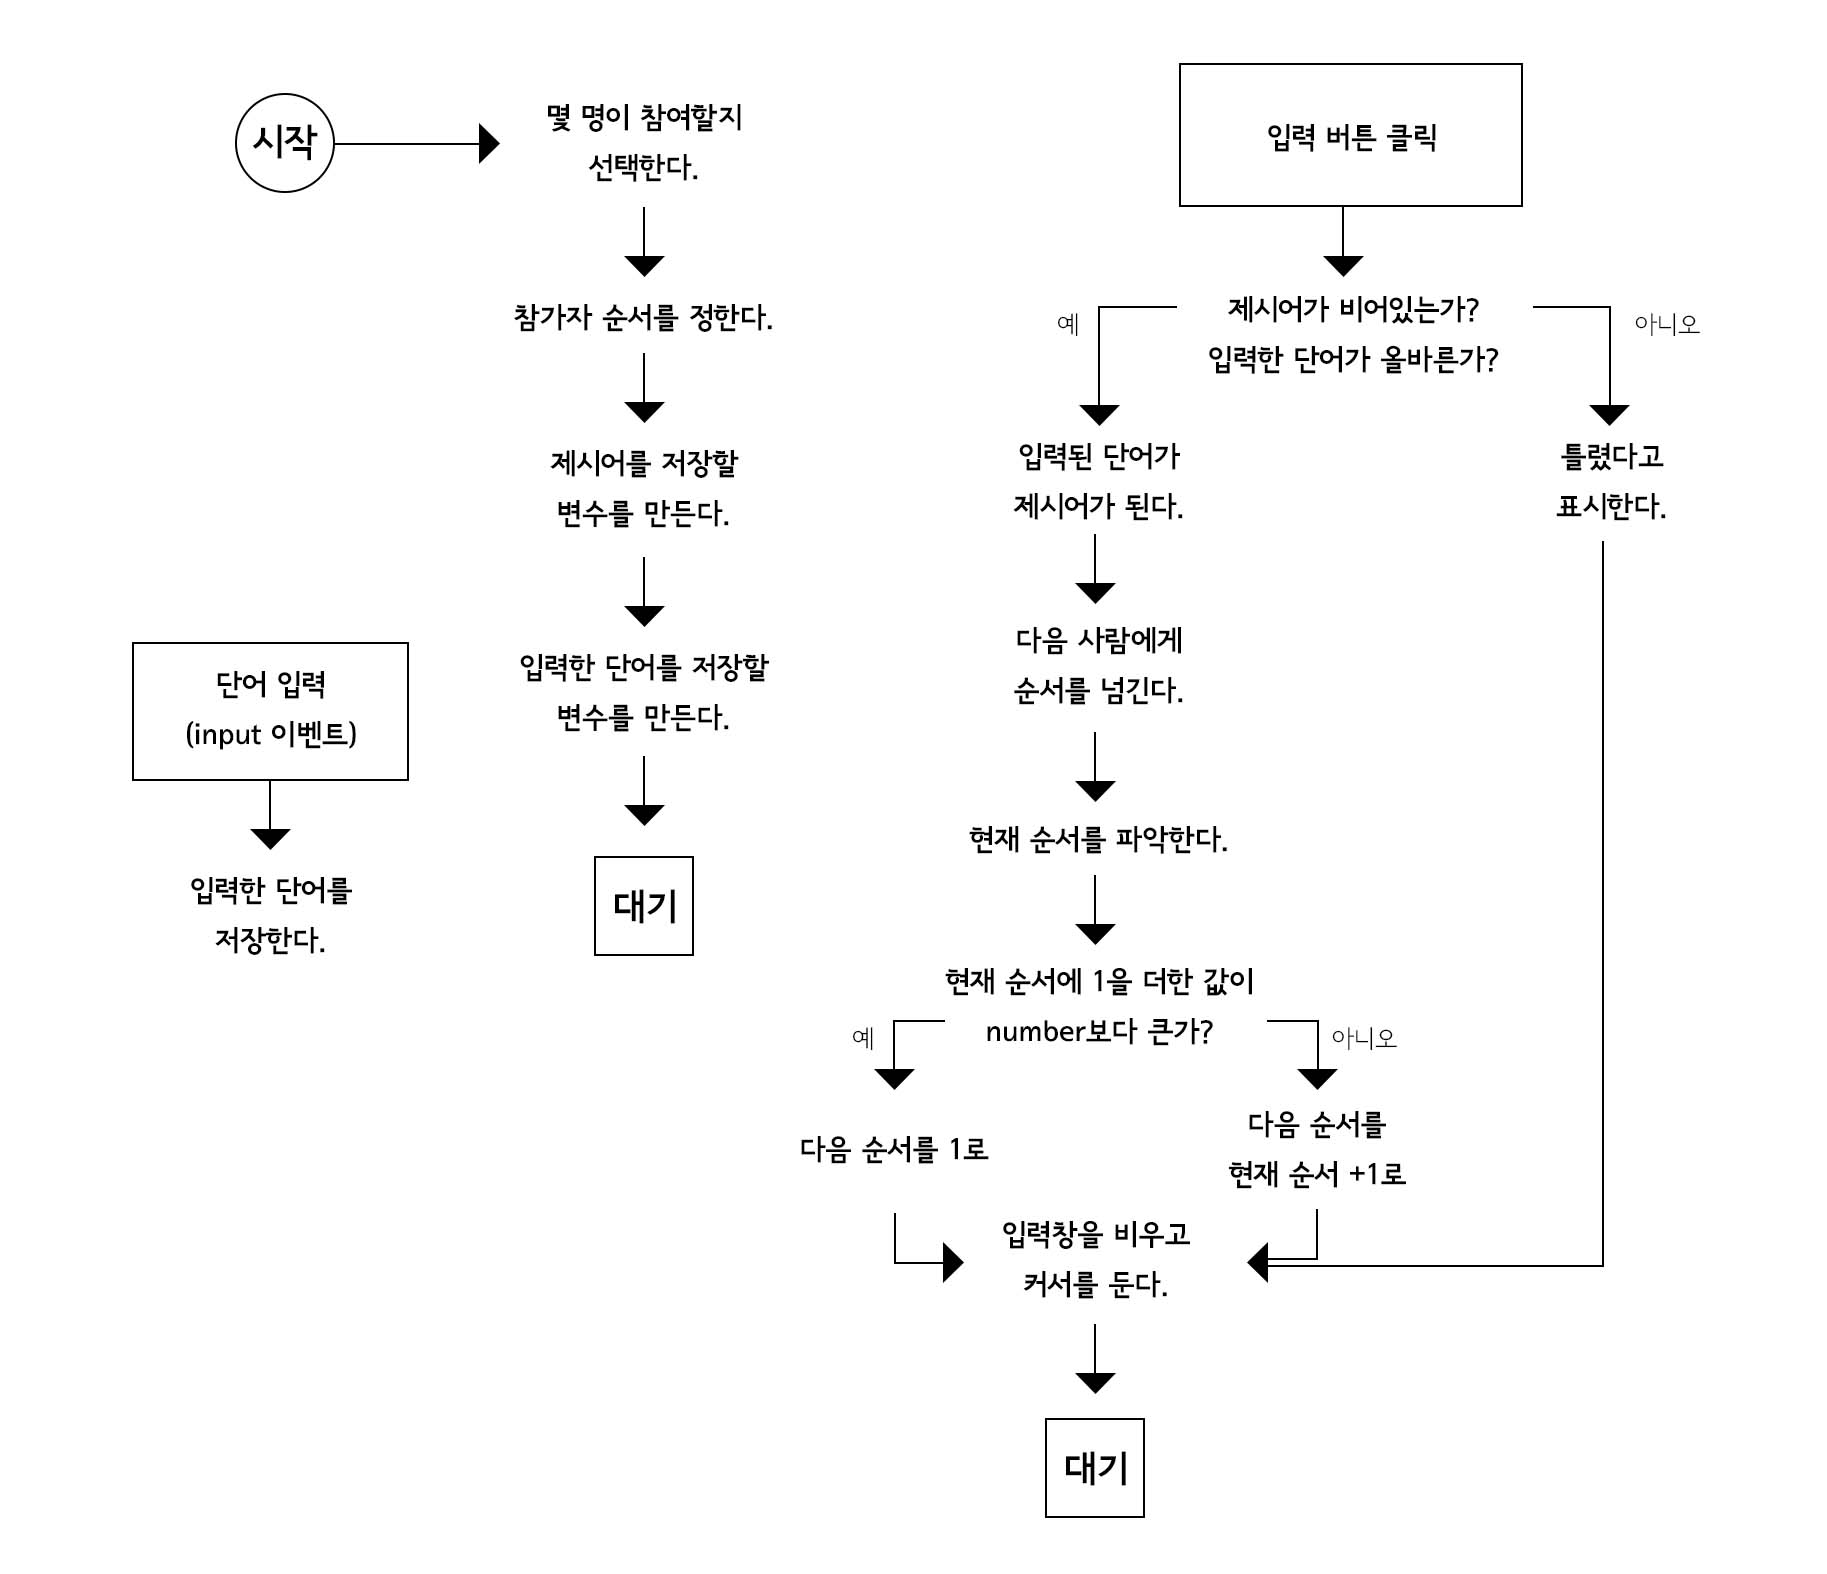 시작
몇 명이 참여할지
선택한다.
참가자 순서를 정한다.
제시어를 저장할
변수를 만든다.
입력한 단어를 저장할
변수를 만든다.
대기
단어 입력
(input 이벤트)
입력한 단어를
저장한다.
입력 버튼 클릭
제시어가 비어있는가?
입력한 단어가 올바른가?
예
아니오
입력된 단어가
제시어가 된다.
틀렸다고
표시한다.
다음 사람에게
순서를 넘긴다.
현재 순서를 파악한다.
현재 순서에 1을 더한 값이
number보다 큰가?
예
아니오
다음 순서를 1로
다음 순서를
현재 순서 +1로
입력창을 비우고
커서를 둔다.
대기